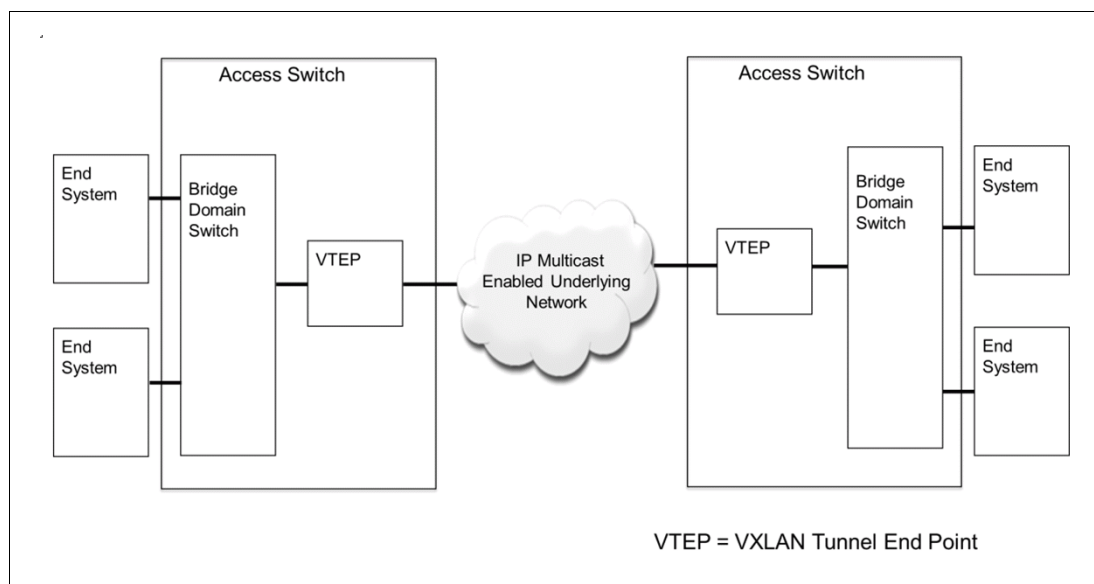 Access Switch
End
System
Bridge
Domain
Switch
VTEP
End
System
IP Multicast
Enabled Underlying
Network
Access Switch
VTEP
Bridge
Domain
Switch
End
System
End
System
VTEP = VXLAN Tunnel End Point